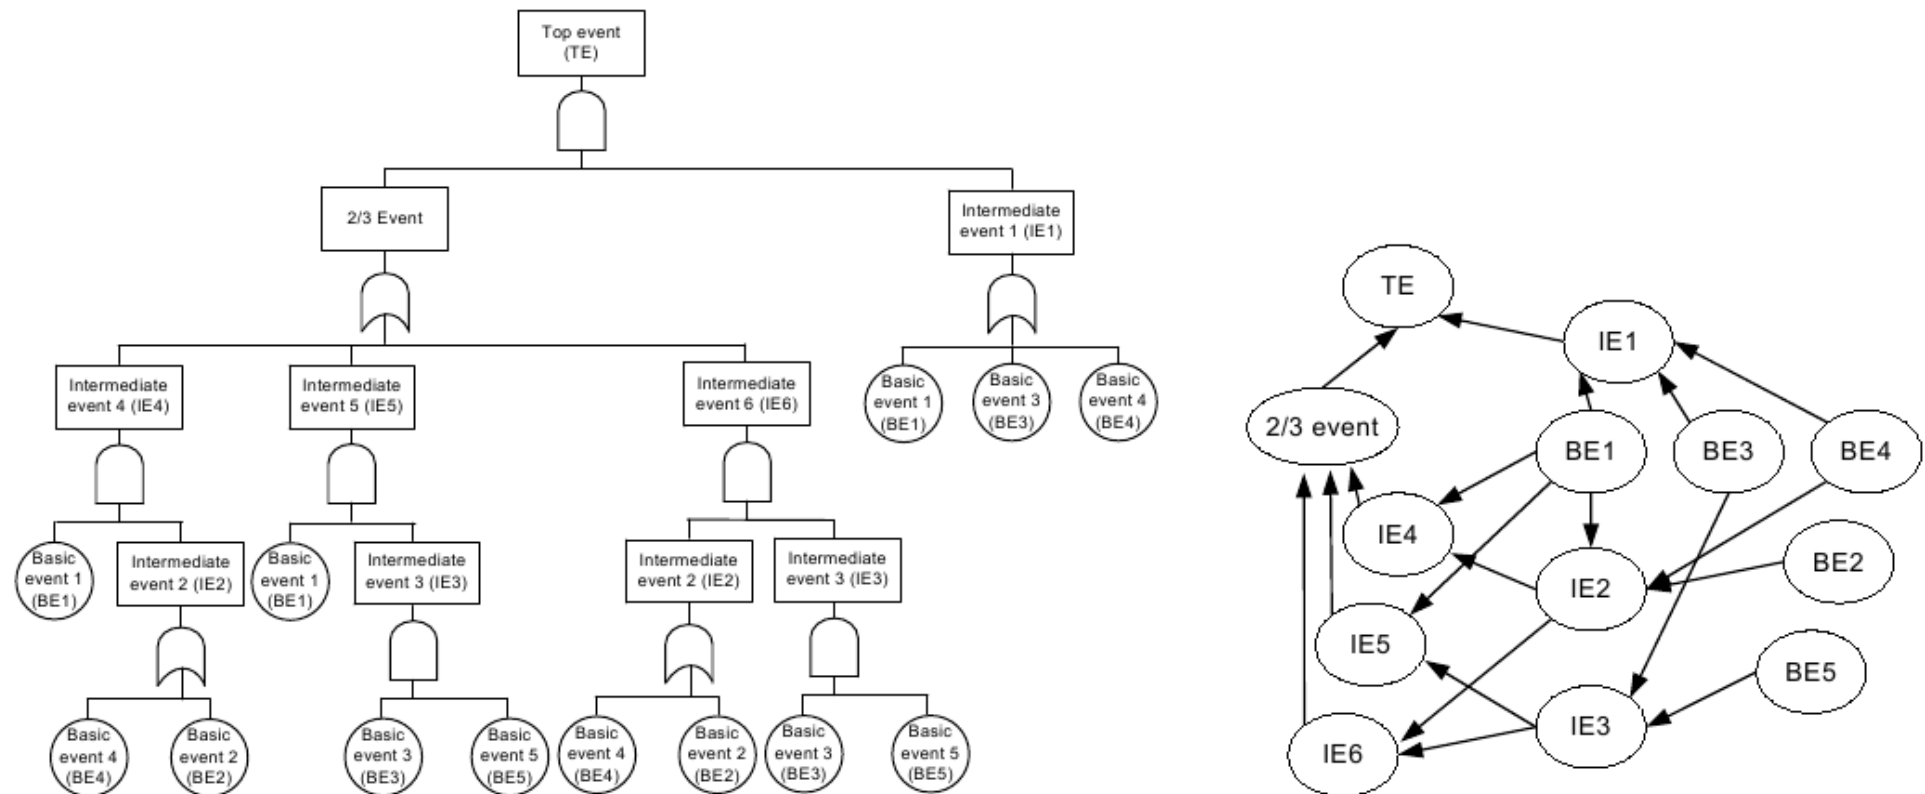 Top event
(TE)
2/3 Event
Intermediate
event 1 (IE1)
Intermediate
event 4 (IE4)
Intermediate
event 5 (IE5)
Intermediate
event 6 (IE6)
Basic
event 1
(BE1)
Basic
event 3
(BE3)
Basic
event 4
(BE4)
Basic
event 1
(BE1)
Intermediate
event 2 (IE2)
Basic
event 1
(BE1)
Intermediate
event 3 (IE3)
Intermediate
event 2 (IE2)
Intermediate
event 3 (IE3)
Basic
event 4
(BE4)
Basic
event 2
(BE2)
Basic
event 3
(BE3)
Basic
event 5
(BE5)
Basic
event 4
(BE4)
Basic
event 2
(BE2)
Basic
event 3
(BE3)
Basic
event 5
(BE5)
TE
IE1
2/3 event
BE1
BE3
BE4
IE4
BE2
IE2
IE5
BE5
IE3
IE6